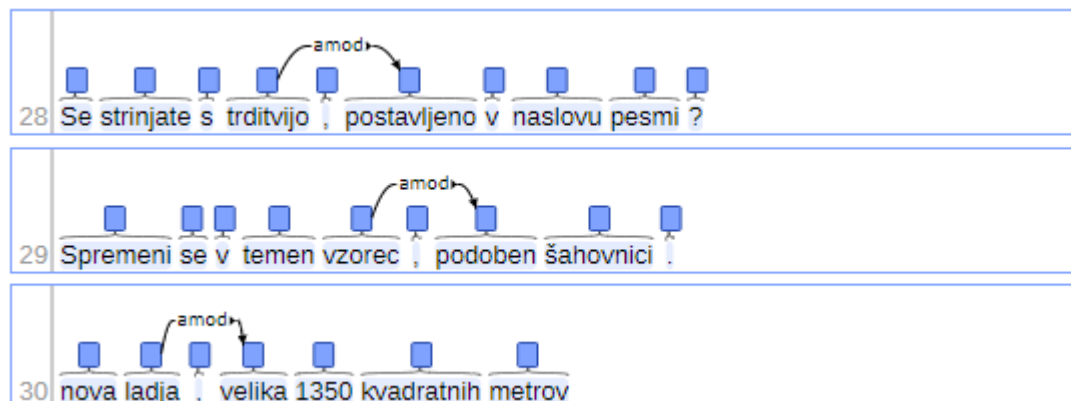 amod
28 Se strinjate s trditvijo , postavljeno v naslovu pesmi ?
amod
29 Spremeni se v temen vzorec , podoben šahovnici .
amod
30 nova ladja , velika 1350 kvadratnih metrov